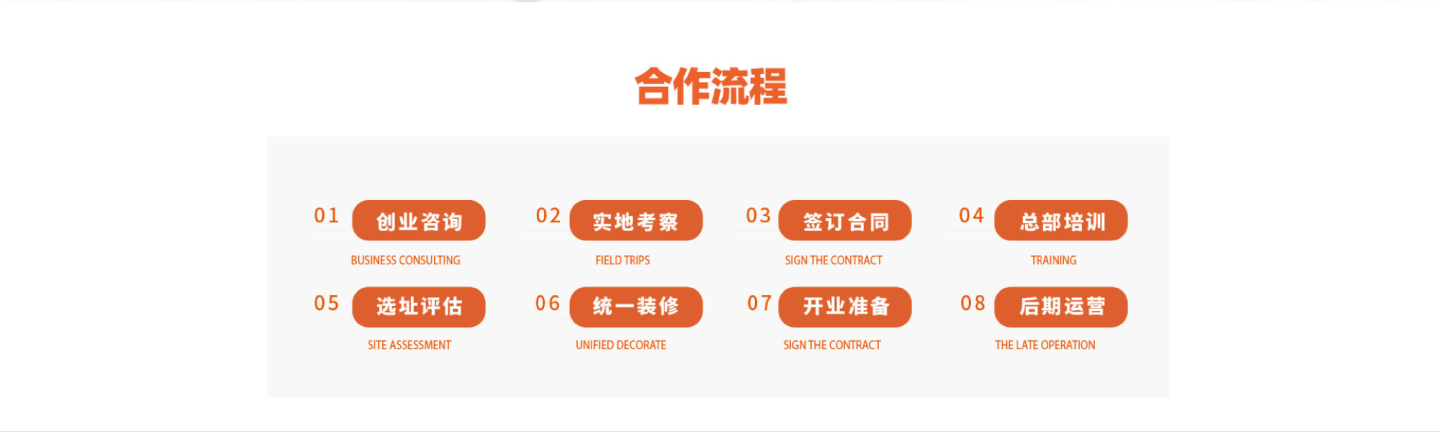 合作流程
01 创业咨询 02 实地考察 03 签订合同 04 总部培训
BUSINESS CONSULTING FIELD TRIPS SIGN THE CONTRACT TRAINING
05 选址评估 06 统一装修 07 开业准备 08 后期运营
SITE ASSESSMENT UNIFIED DECORATE SIGN THE CONTRACT THE LATE OPERATION